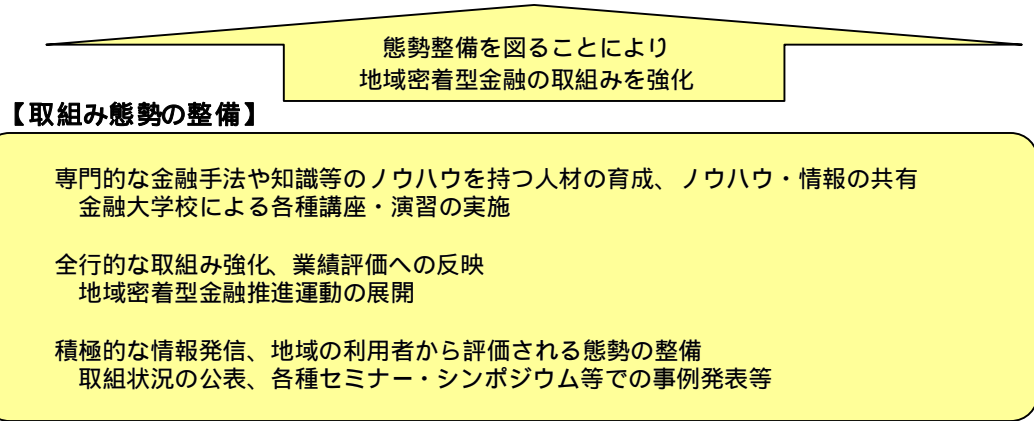 態勢整備を図ることにより
地域密着型金融の取組みを強化
【取組み態勢の整備】
専門的な金融手法や知識等のノウハウを持つ人材の育成、ノウハウ・情報の共有
金融大学校による各種講座・演習の実施
全行的な取組み強化、業績評価への反映
地域密着型金融推進運動の展開
積極的な情報発信、地域の利用者から評価される態勢の整備
取組状況の公表、各種セミナー・シンポジウム等での事例発表等